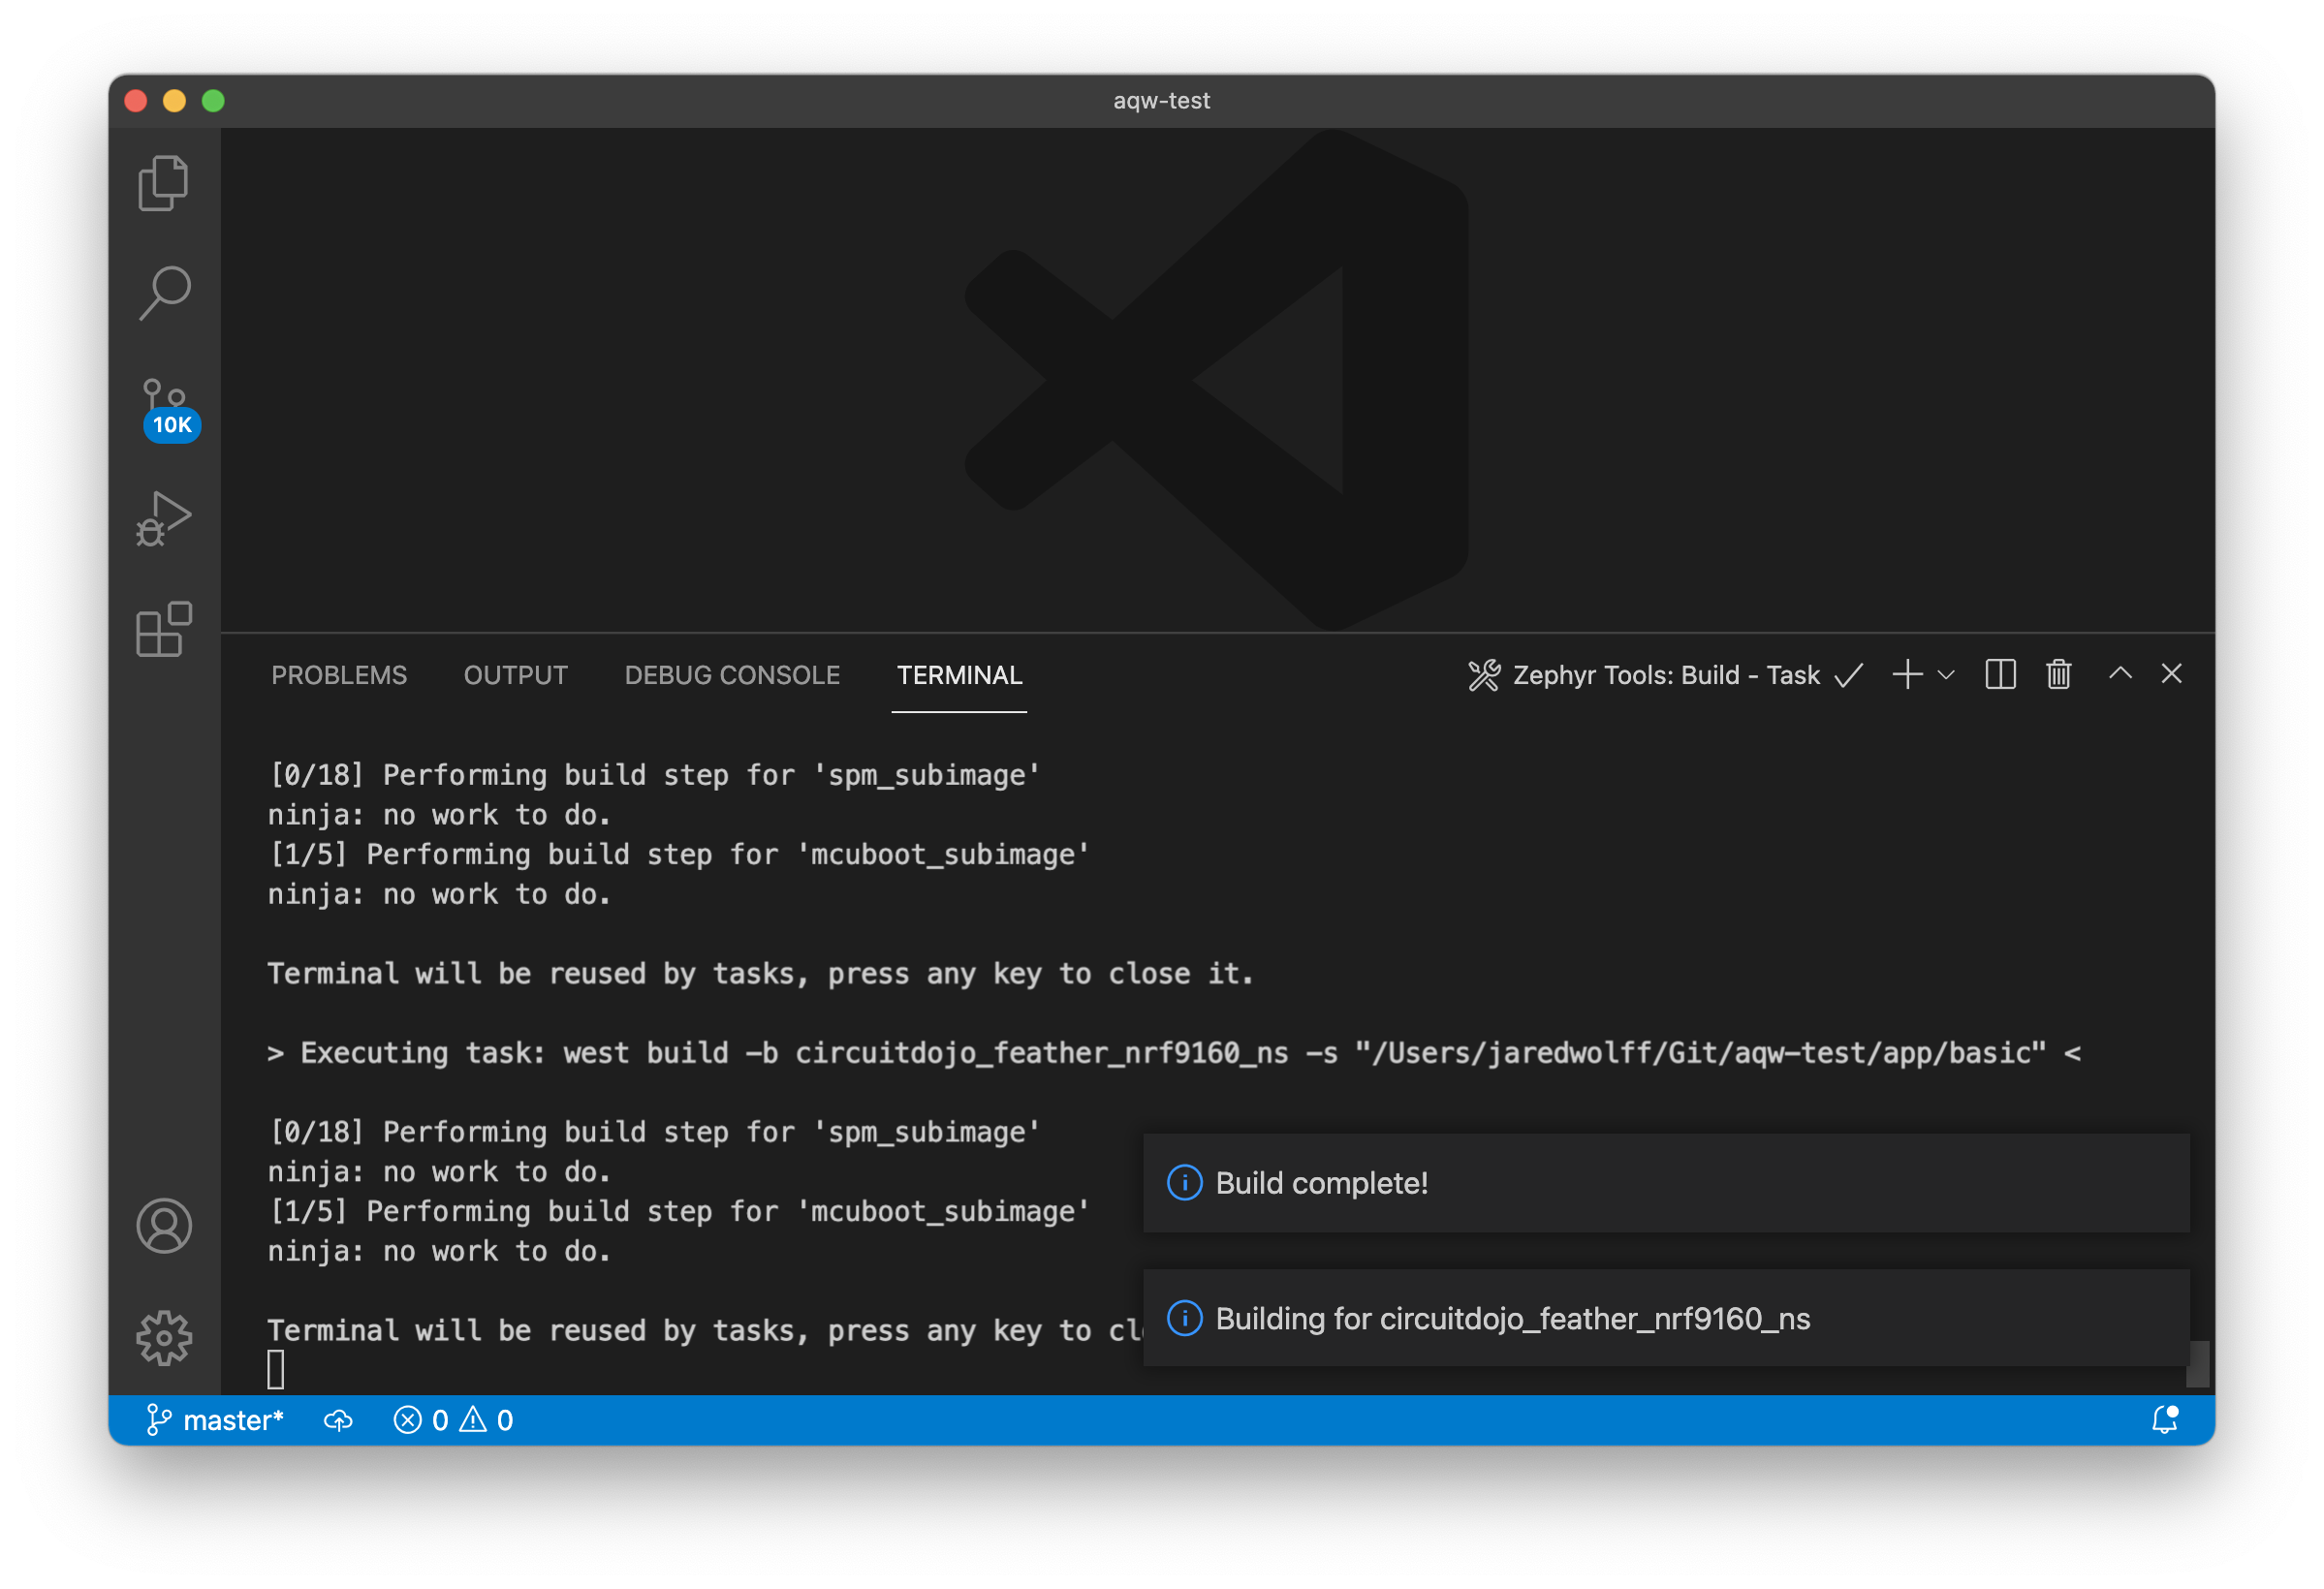 aqw-test
10K
PROBLEMS OUTPUT DEBUG CONSOLE TERMINAL Zephyr Tools: Build - Task
[0/18] Performing build step for 'spm_subimage'
ninja: no work to do.
[1/5] Performing build step for 'mcuboot_subimage'
ninja: no work to do.
Terminal will be reused by tasks, press any key to close it.
> Executing task: west build -b circuitdojo_feather_nrf9160_ns -s "/Users/jaredwolff/Git/aqw-test/app/basic" <
[0/18] Performing build step for 'spm_subimage'
ninja: no work to do.
[1/5] Performing build step for 'mcuboot_subimage'
ninja: no work to do.
Terminal will be reused by tasks, press any key to
Build complete!
Building for circuitdojo_feather_nrf9160_ns
master* 0 0